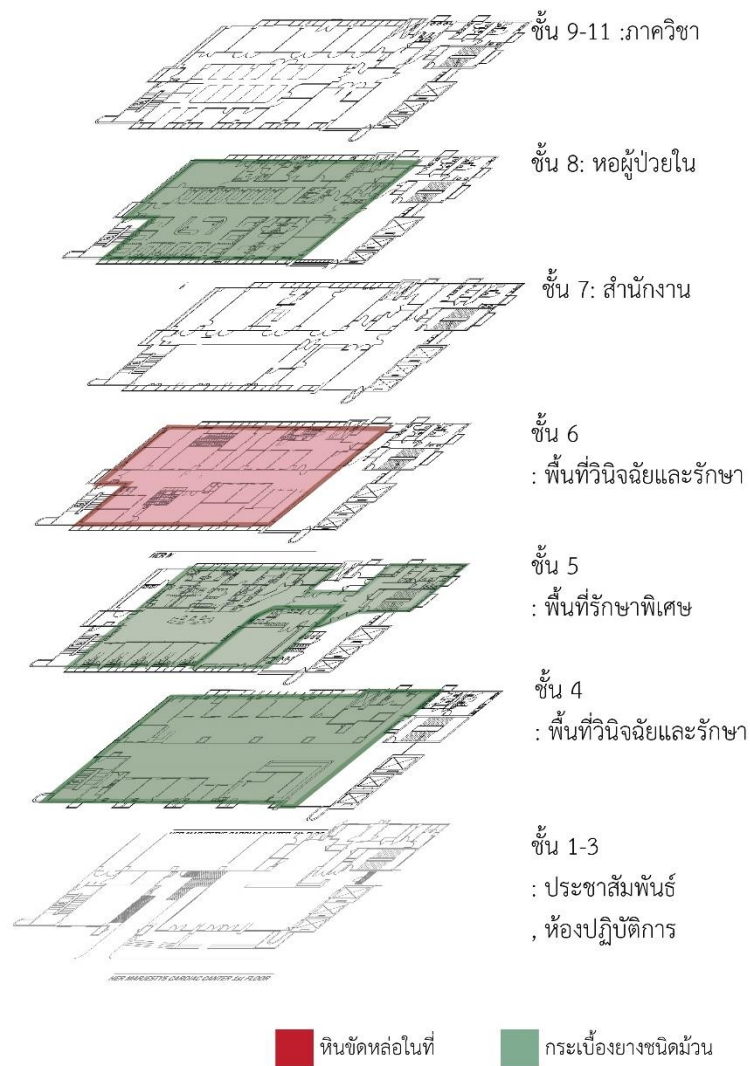 ชั้น 9-11 :ภาควิชา
ชั้น 8: หอผู้ป่วยใน
ชั้น 7: สำนักงาน
ชั้น 6
: พื้นที่วินิจฉัยและรักษา
ชั้น 5
: พื้นที่รักษาพิเศษ
ชั้น 4
: พื้นที่วินิจฉัยและรักษา
ชั้น 1-3
: ประชาสัมพันธ์
, ห้องปฏิบัติการ
HER MARJESTYS CARDIAC CANTER 1st FLOOR
หินขัดหล่อในที่
กระเบื้องยางชนิดม้วน